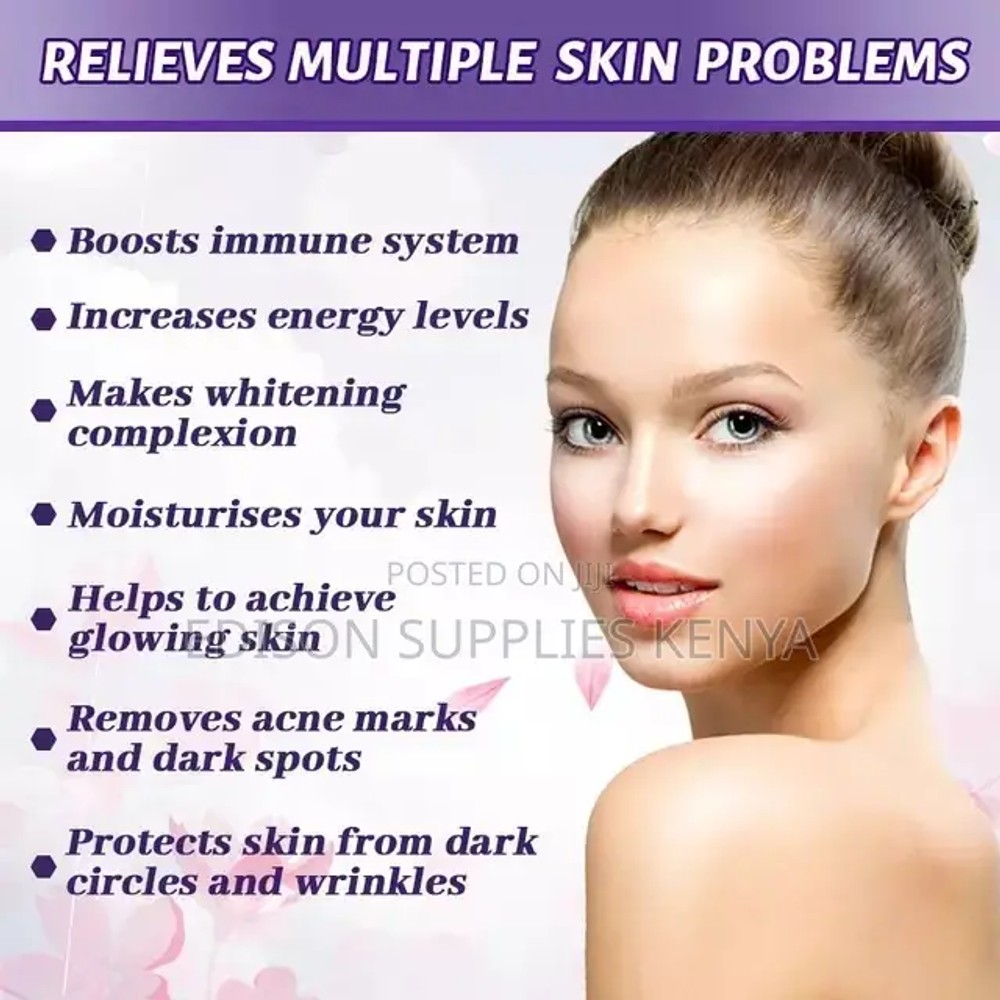 RELIEVES MULTIPLE SKIN PROBLEMS
Boosts immune system
Increases energy levels
Makes whitening
complexion
Moisturises your skin
POSTED ON JIJI
Helps to achieve
glowing skin
EDISON SUPPLIES KENYA
Removes acne marks
and dark spots
Protects skin from dark
circles and wrinkles